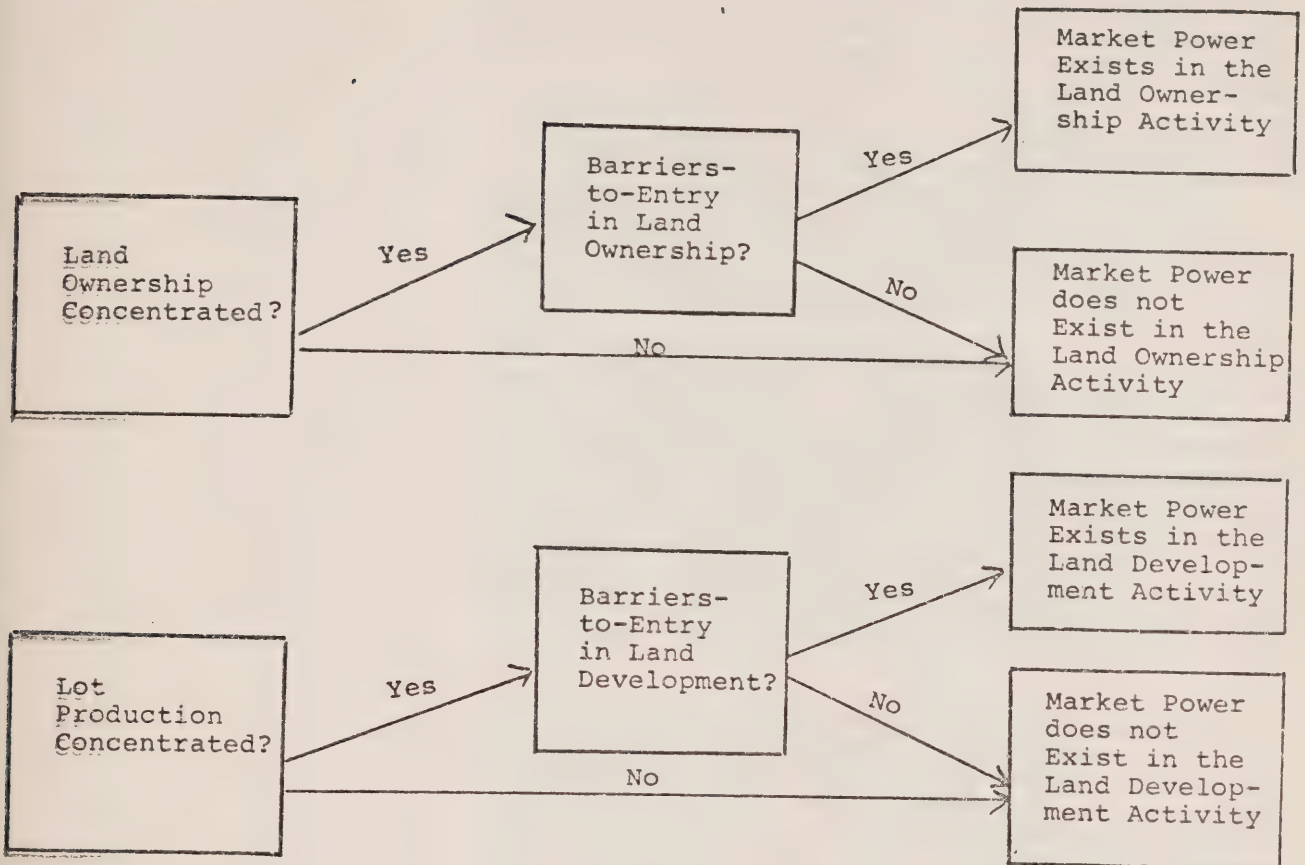 Land
Ownership
Concentrated?
Yes
No
Barriers-
to-Entry
in Land
Ownership?
Yes
No
Market Power
Exists in the
Land Owner-
ship Activity
Market Power
does not
Exist in the
Land Ownership
Activity
Lot
Production
Concentrated?
Yes
No
Barriers-
to-Entry
in Land
Development?
Yes
No
Market Power
Exists in the
Land Develop-
ment Activity
Market Power
does not
Exist in the
Land Develop-
ment Activity